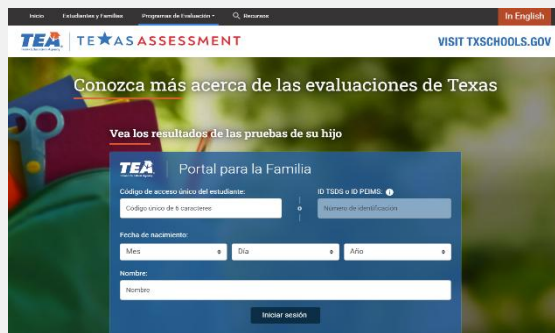 Inicio Estudiantes y Familias Programas de Evaluación Recursos In English
TEA TEXAS ASSESSMENT VISIT TXSCHOOLS.GOV
Conozca más acerca de las evaluaciones de Texas
Vea los resultados de las pruebas de su hijo
TEA Portal para la Familia
Código de acceso único del estudiante: ID TSDS o ID PEIMS:
Código único de 6 caracteres o Número de identificación
Fecha de nacimiento:
Mes Día Año
Nombre:
Nombre
Iniciar sesión